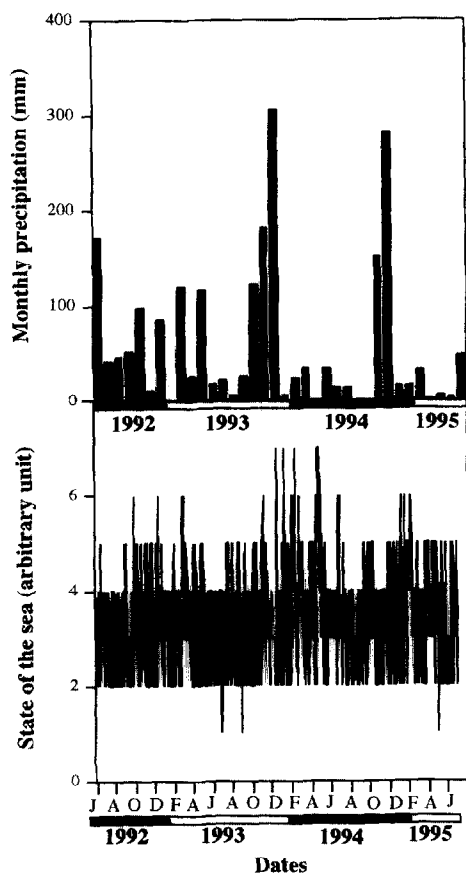 Monthly precipitation (mm)
400
300
200
100
0
1992 1993 1994 1995
State of the sea (arbitrary unit)
6
4
2
0
J A O D F A J A O D F A J A O D F A J
1992 1993 1994 1995
Dates